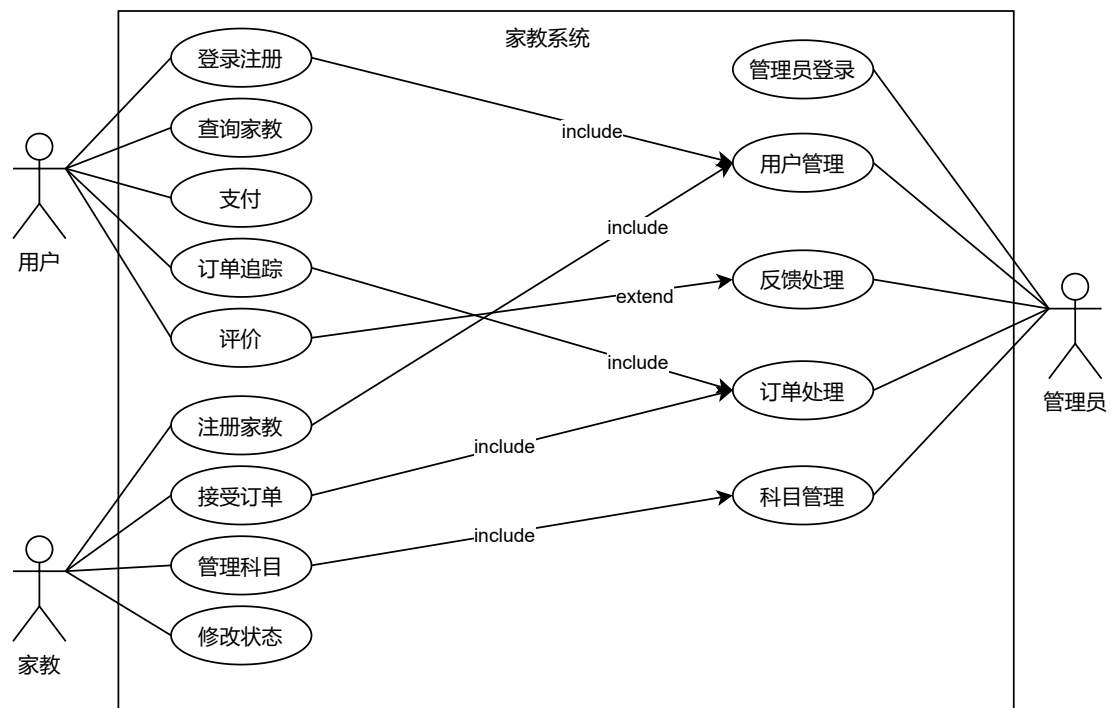 家教系统
登录注册
查询家教
支付
订单追踪
评价
注册家教
接受订单
管理科目
修改状态
管理员登录
用户管理
反馈处理
订单处理
科目管理
include
include
extend
include
include
include
用户
家教
管理员